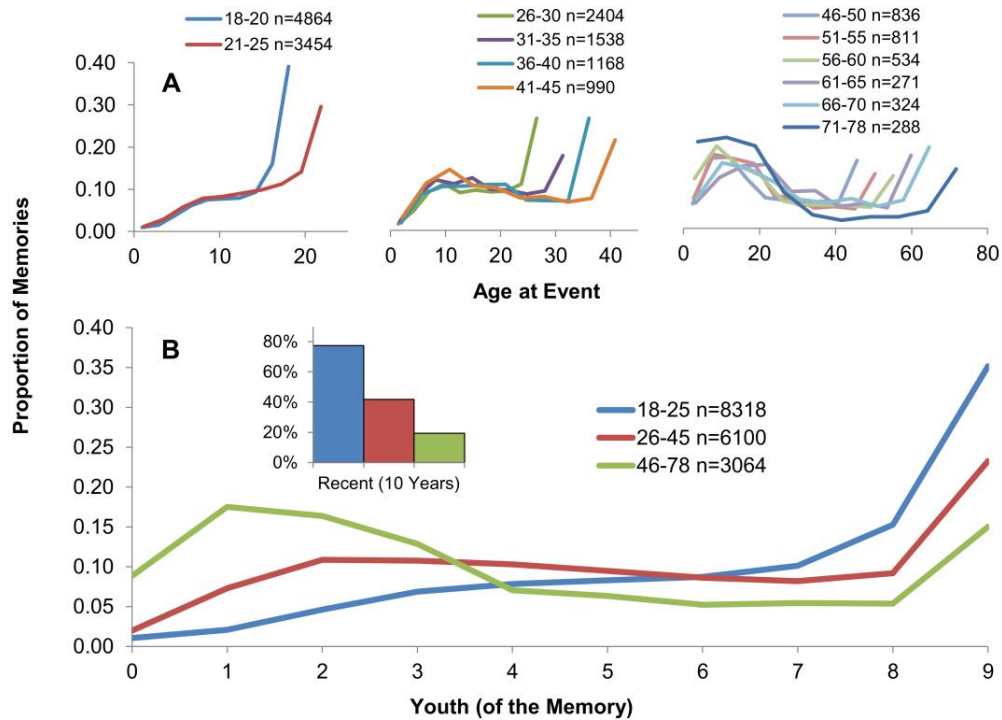 18-20 n=4864
21-25 n=3454
26-30 n=2404
31-35 n=1538
36-40 n=1168
41-45 n=990
46-50 n=836
51-55 n=811
56-60 n=534
61-65 n=271
66-70 n=324
71-78 n=288
A
0.40
0.30
0.20
0.10
0.00
0 10 20
0 10 20 30 40
0 20 40 60 80
Age at Event
Proportion of Memories
B
0.40
0.35
0.30
0.25
0.20
0.15
0.10
0.05
0.00
80%
60%
40%
20%
0%
Recent (10 Years)
18-25 n=8318
26-45 n=6100
46-78 n=3064
0 1 2 3 4 5 6 7 8 9
Youth (of the Memory)